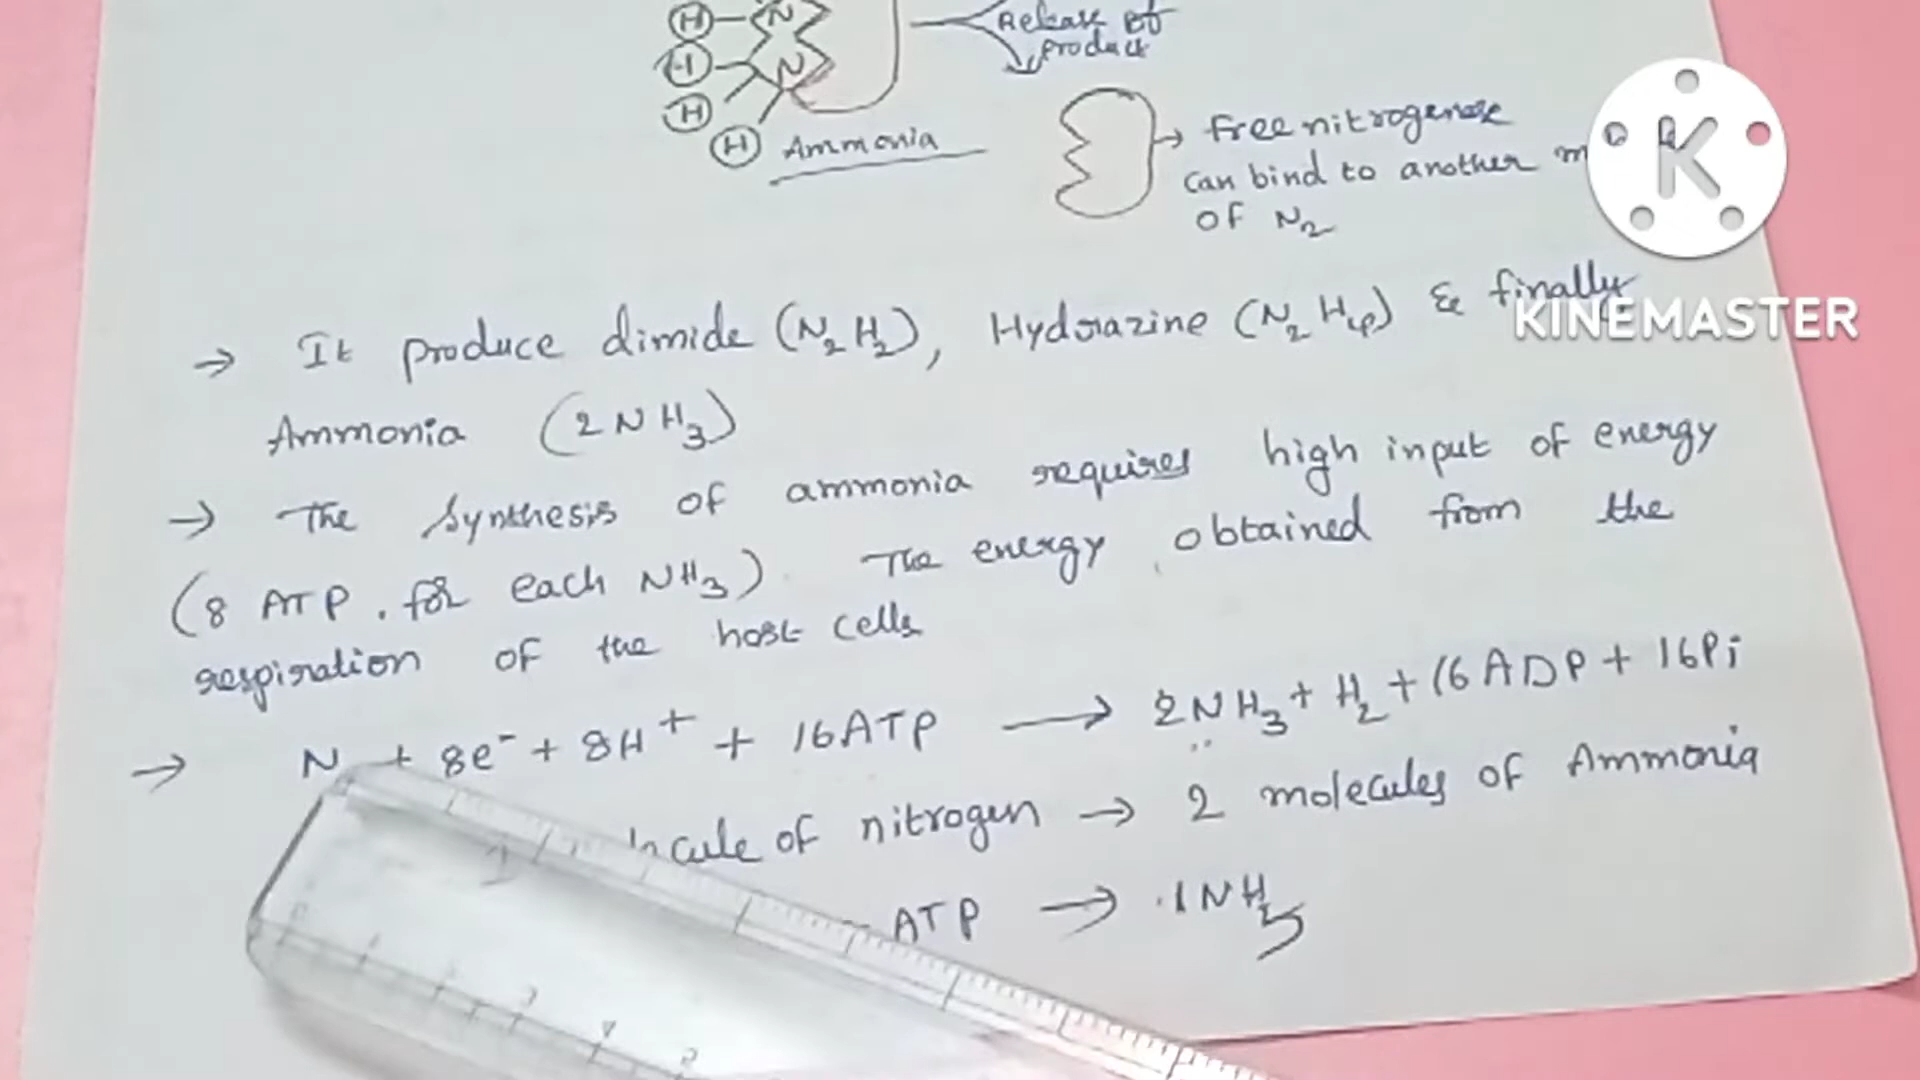 H N Release of
H N product
H
H Ammonia
→ Free nitrogenase
can bind to another
of N2
→ It produce dimide (N2H2), Hydrazine (N2H4) & finally
KINEMASTER
Ammonia (2NH3)
→ The synthesis of ammonia requires high input of energy
(8 ATP. for each NH3). The energy obtained from the
respiration of the host cells
→ N + 8e- + 8H+ + 16ATP → 2NH3 + H2 + 16ADP + 16Pi
of nitrogen → 2 molecules of Ammonia
ATP → 1NH3